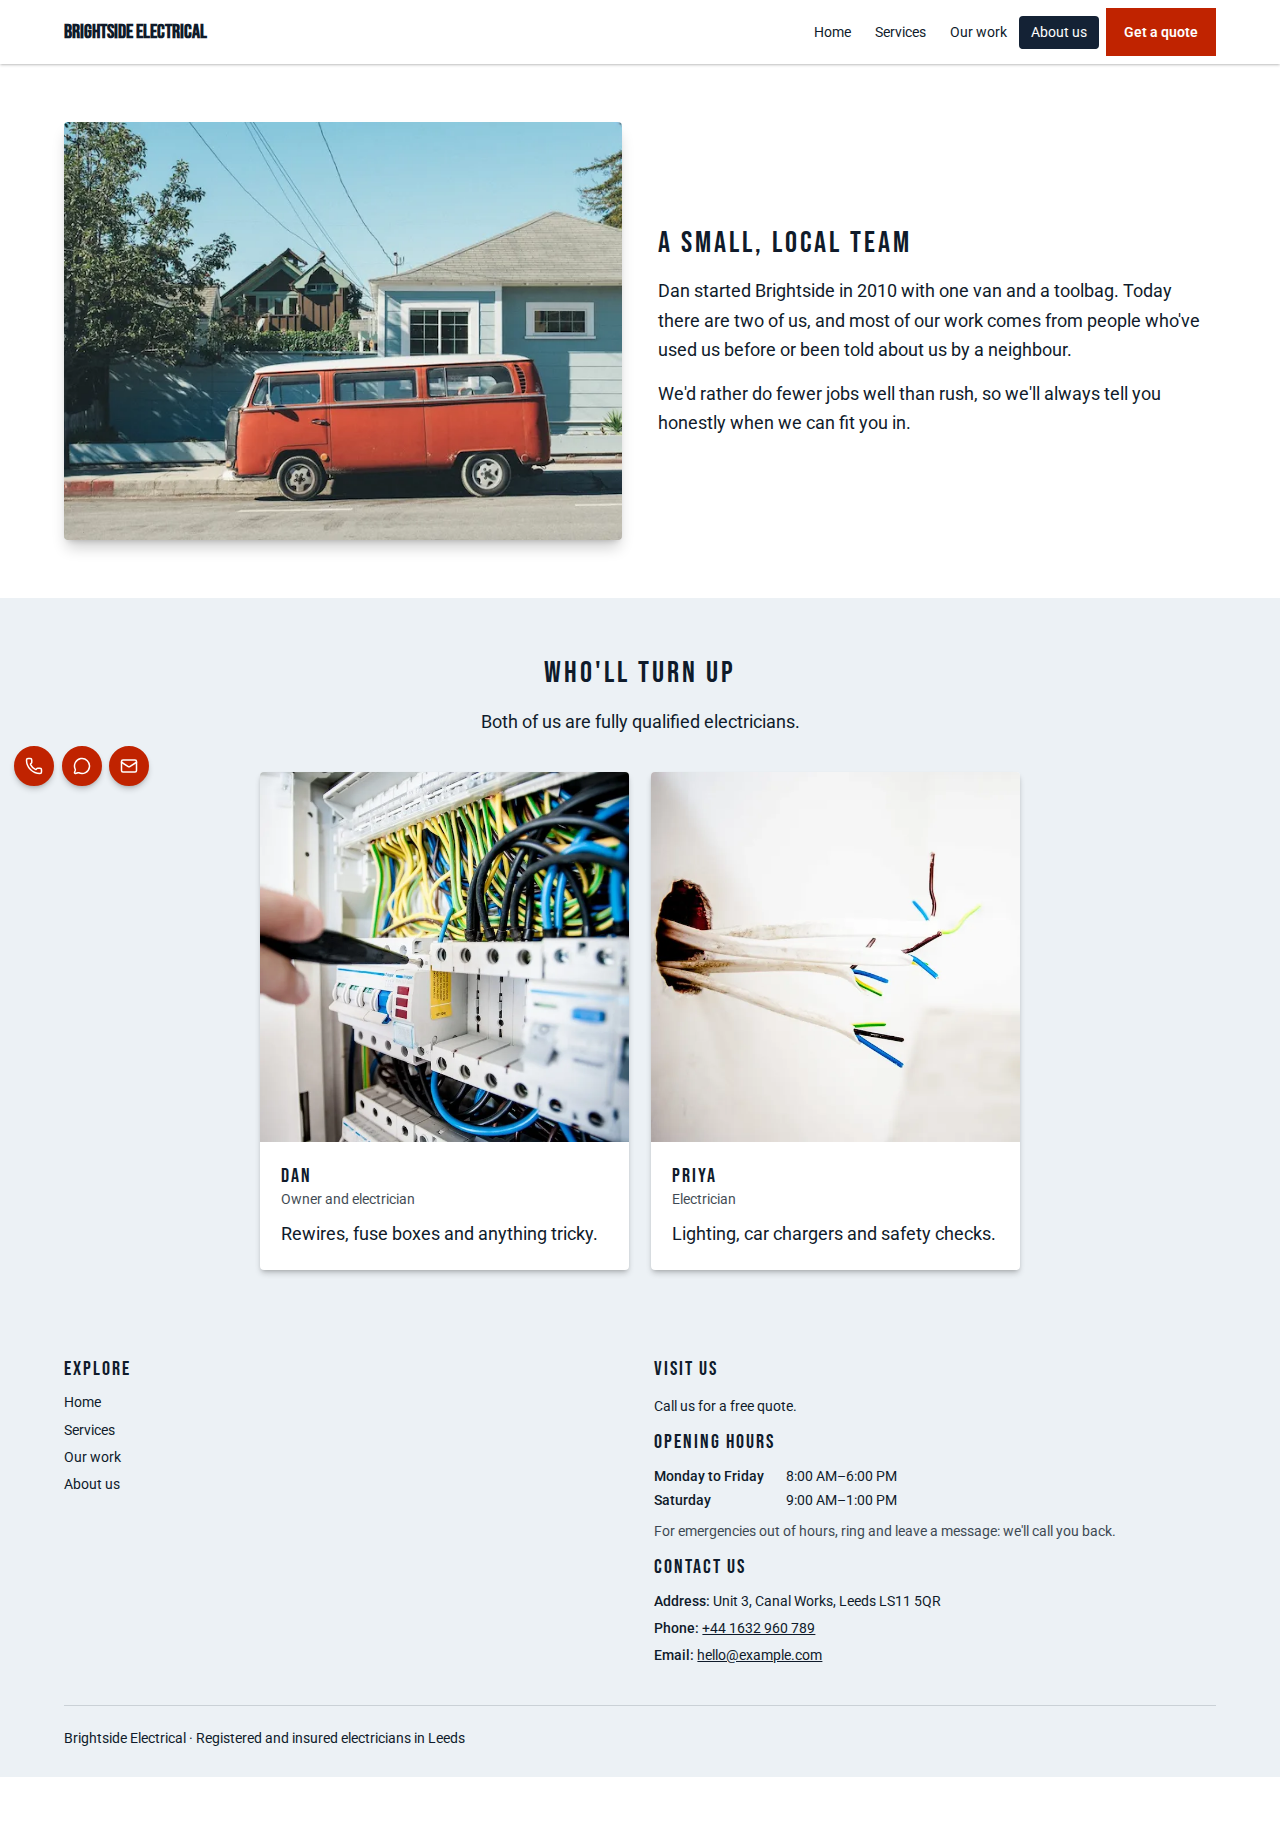 BRIGHTSIDE ELECTRICAL
Home
Services
Our work
About us
Get a quote
A SMALL, LOCAL TEAM
Dan started Brightside in 2010 with one van and a toolbag. Today
there are two of us, and most of our work comes from people who've
used us before or been told about us by a neighbour.
We'd rather do fewer jobs well than rush, so we'll always tell you
honestly when we can fit you in.
WHO'LL TURN UP
Both of us are fully qualified electricians.
DAN
Owner and electrician
Rewires, fuse boxes and anything tricky.
PRIYA
Electrician
Lighting, car chargers and safety checks.
EXPLORE
Home
Services
Our work
About us
VISIT US
Call us for a free quote.
OPENING HOURS
Monday to Friday 8:00 AM–6:00 PM
Saturday 9:00 AM–1:00 PM
For emergencies out of hours, ring and leave a message: we'll call you back.
CONTACT US
Address: Unit 3, Canal Works, Leeds LS11 5QR
Phone: +44 1632 960 789
Email: hello@example.com
Brightside Electrical · Registered and insured electricians in Leeds